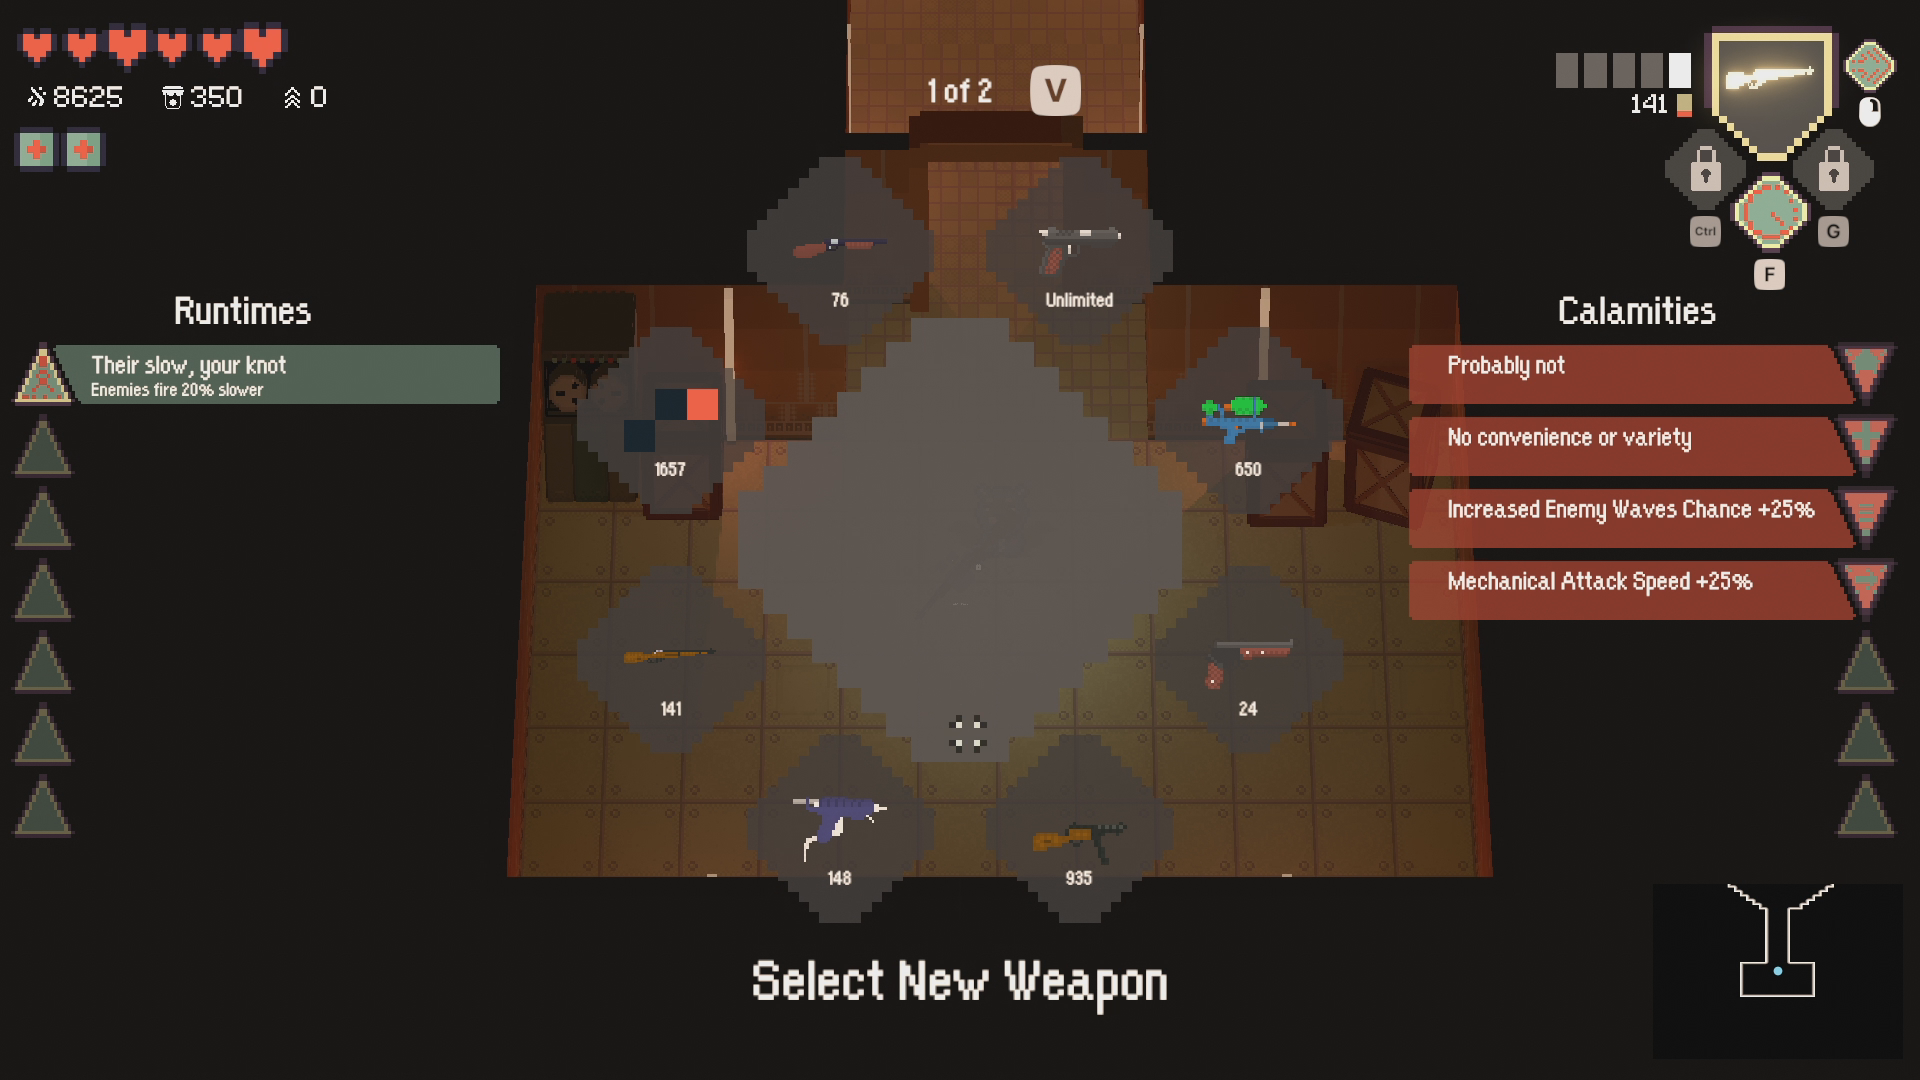 8625 350 0
1 of 2 V
141
Ctrl G
F
76 Unlimited
Runtimes
Calamities
Their slow, your knot
Enemies fire 20% slower
Probably not
No convenience or variety
Increased Enemy Waves Chance +25%
Mechanical Attack Speed +25%
1657 650
141 24
148 935
Select New Weapon